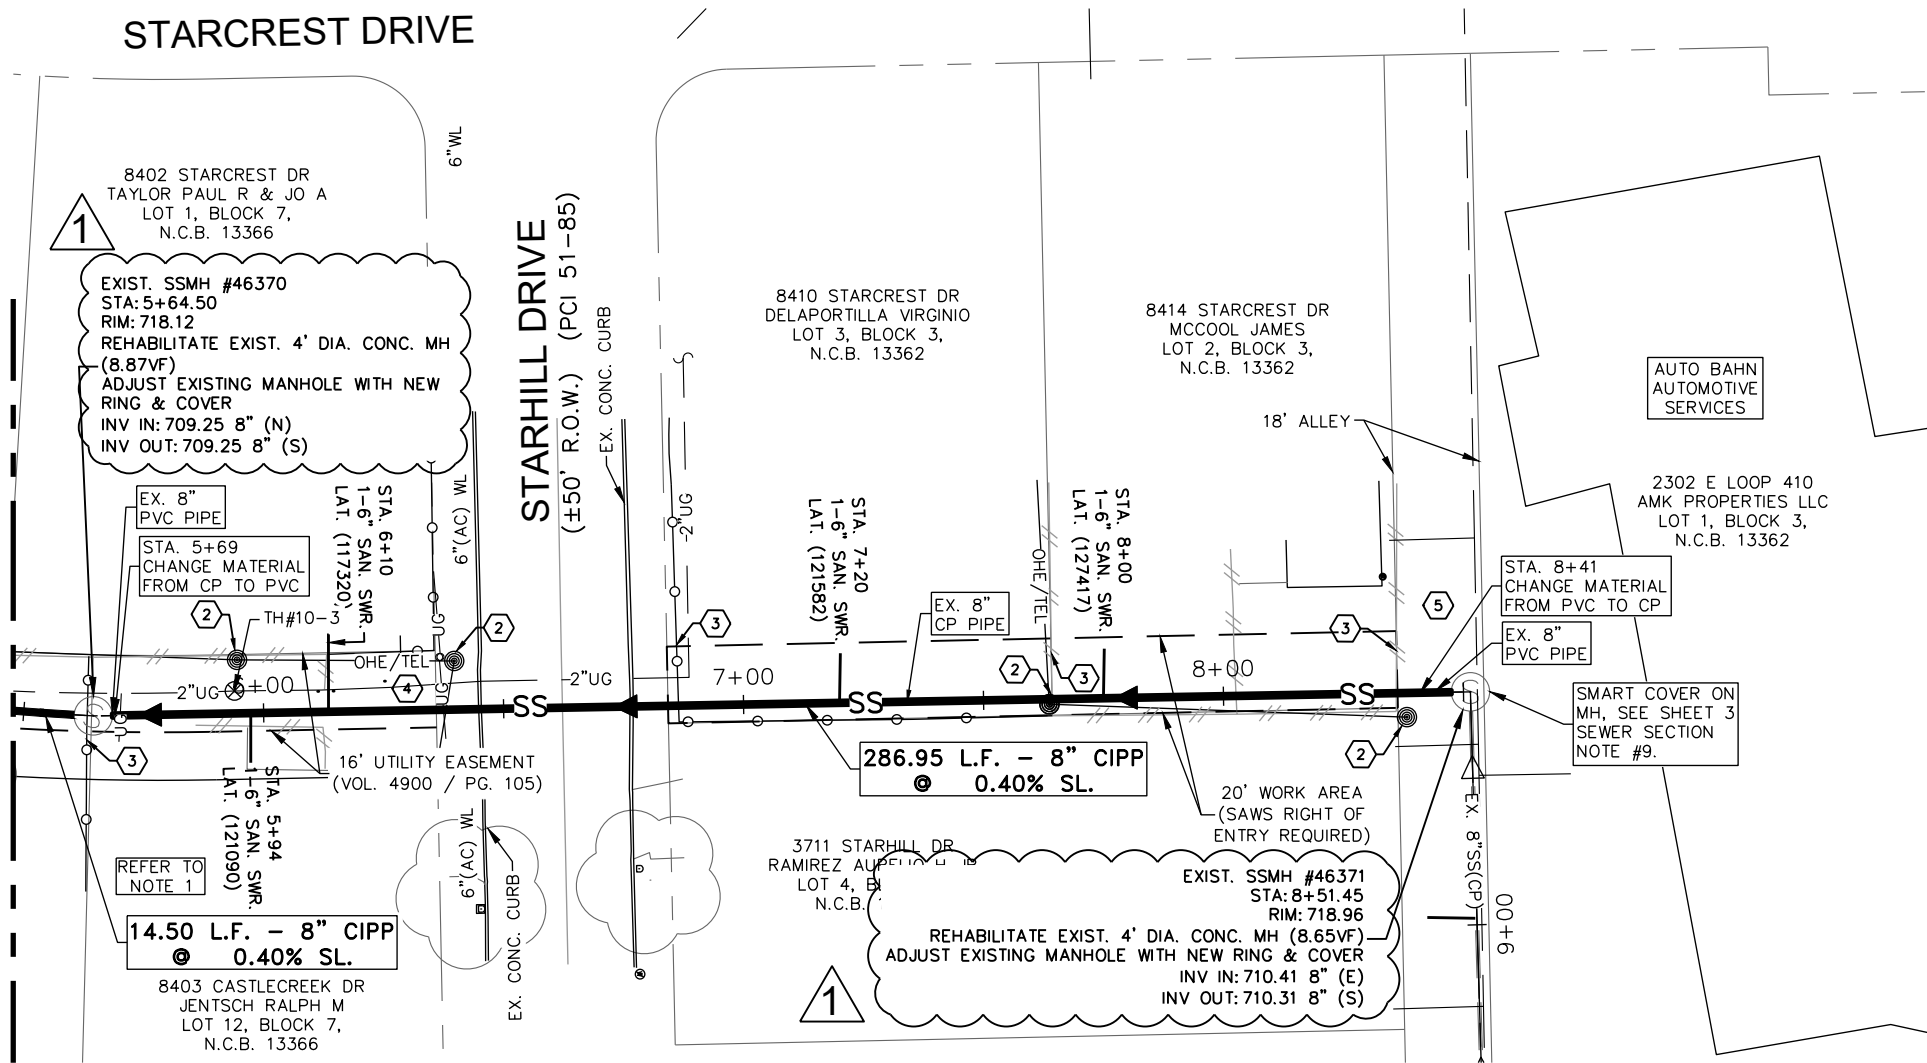 STARCREST DRIVE
8402 STARCREST DR
TAYLOR PAUL R & JO A
LOT 1, BLOCK 7,
N.C.B. 13366
1
EXIST. SSMH #46370
STA: 5+64.50
RIM: 718.12
REHABILITATE EXIST. 4' DIA. CONC. MH
(8.87VF)
ADJUST EXISTING MANHOLE WITH NEW
RING & COVER
INV IN: 709.25 8" (N)
INV OUT: 709.25 8" (S)
6"WL
STARHILL DRIVE
(±50' R.O.W.) (PCI 51-85)
EX. CONC. CURB
8410 STARCREST DR
DELAPORTILLA VIRGINIO
LOT 3, BLOCK 3,
N.C.B. 13362
8414 STARCREST DR
MCCOOL JAMES
LOT 2, BLOCK 3,
N.C.B. 13362
18' ALLEY
AUTO BAHN
AUTOMOTIVE
SERVICES
2302 E LOOP 410
AMK PROPERTIES LLC
LOT 1, BLOCK 3,
N.C.B. 13362
EX. 8"
PVC PIPE
STA. 5+69
CHANGE MATERIAL
FROM CP TO PVC
STA. 6+10
1-6" SAN. SWR.
LAT. (117320)
6"(AC) WL
2"UG
STA. 7+20
1-6" SAN. SWR.
LAT. (121582)
EX. 8"
CP PIPE
OHE/TEL
STA. 8+00
1-6" SAN. SWR.
LAT. (127417)
STA. 8+41
CHANGE MATERIAL
FROM PVC TO CP
EX. 8"
PVC PIPE
SMART COVER ON
MH, SEE SHEET 3
SEWER SECTION
NOTE #9.
2
TH#10-3
2
OHE/TEL
UG
3
2
3
3
5
2"UG
+00
4
UG
SS
2"UG
7+00
SS
8+00
SS
UG
3
2
16' UTILITY EASEMENT
(VOL. 4900 / PG. 105)
286.95 L.F. - 8" CIPP
@ 0.40% SL.
20' WORK AREA
(SAWS RIGHT OF
ENTRY REQUIRED)
STA. 5+94
1-6" SAN. SWR.
LAT. (121090)
REFER TO
NOTE 1
14.50 L.F. - 8" CIPP
@ 0.40% SL.
8403 CASTLECREEK DR
JENTSCH RALPH M
LOT 12, BLOCK 7,
N.C.B. 13366
6"(AC) WL
EX. CONC. CURB
3711 STARHILL DR
RAMIREZ
LOT 4,
N.C.B.
1
EXIST. SSMH #46371
STA: 8+51.45
RIM: 718.96
REHABILITATE EXIST. 4' DIA. CONC. MH (8.65VF)
ADJUST EXISTING MANHOLE WITH NEW RING & COVER
INV IN: 710.41 8" (E)
INV OUT: 710.31 8" (S)
EX. 8"SS(CP)
9+00